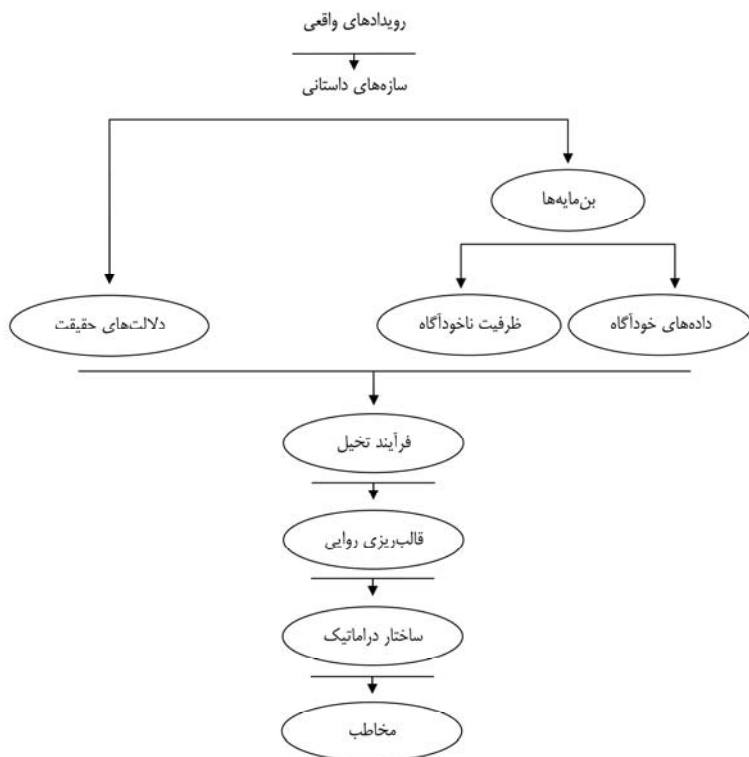 رویدادهای واقعی
سازه‌های داستانی
بن‌مایه‌ها
داده‌های خودآگاه
ظرفیت ناخودآگاه
دلالت‌های حقیقت
فرآیند تخیل
قالب‌ریزی روایی
ساختار دراماتیک
مخاطب